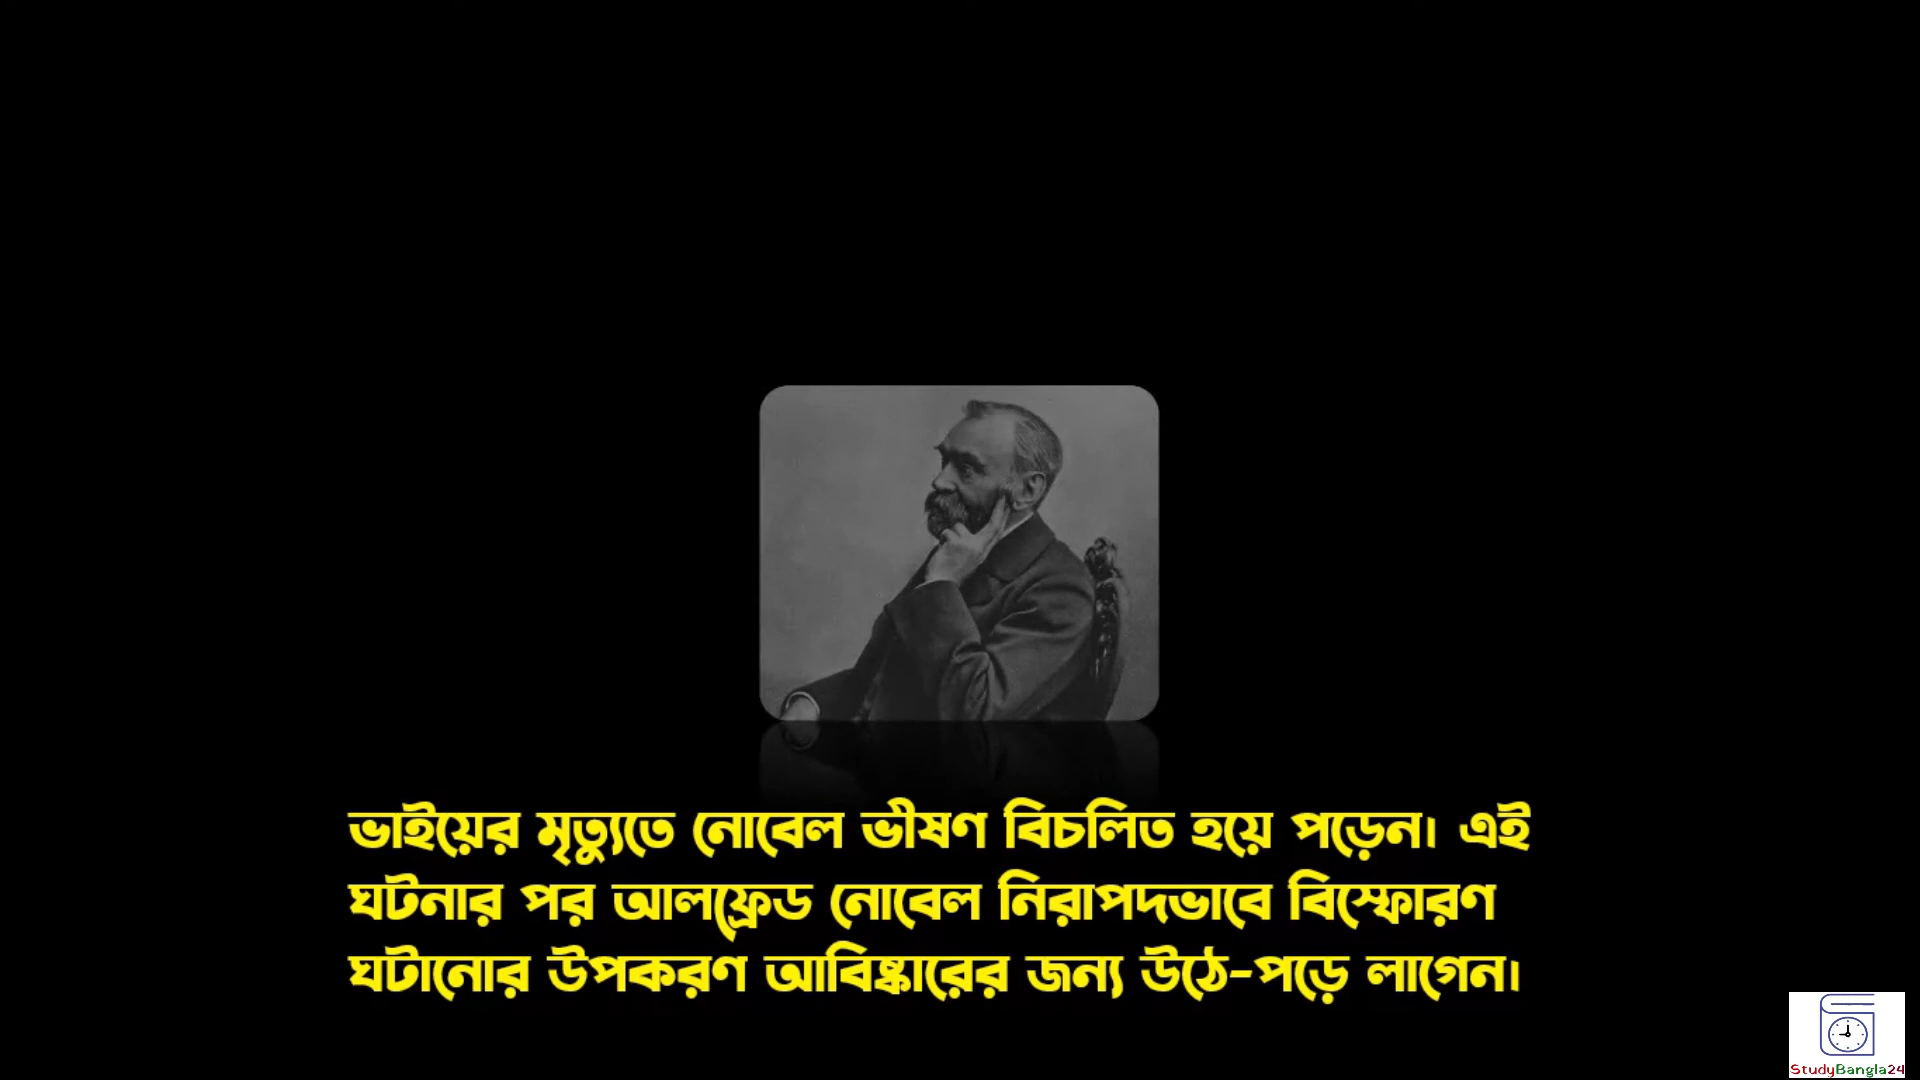 ভাইয়ের মৃত্যুতে নোবেল ভীষণ বিচলিত হয়ে পড়েন। এই
ঘটনার পর আলফ্রেড নোবেল নিরাপদভাবে বিস্ফোরণ
ঘটানোর উপকরণ আবিষ্কারের জন্য উঠে-পড়ে লাগেন।
StudyBangla24